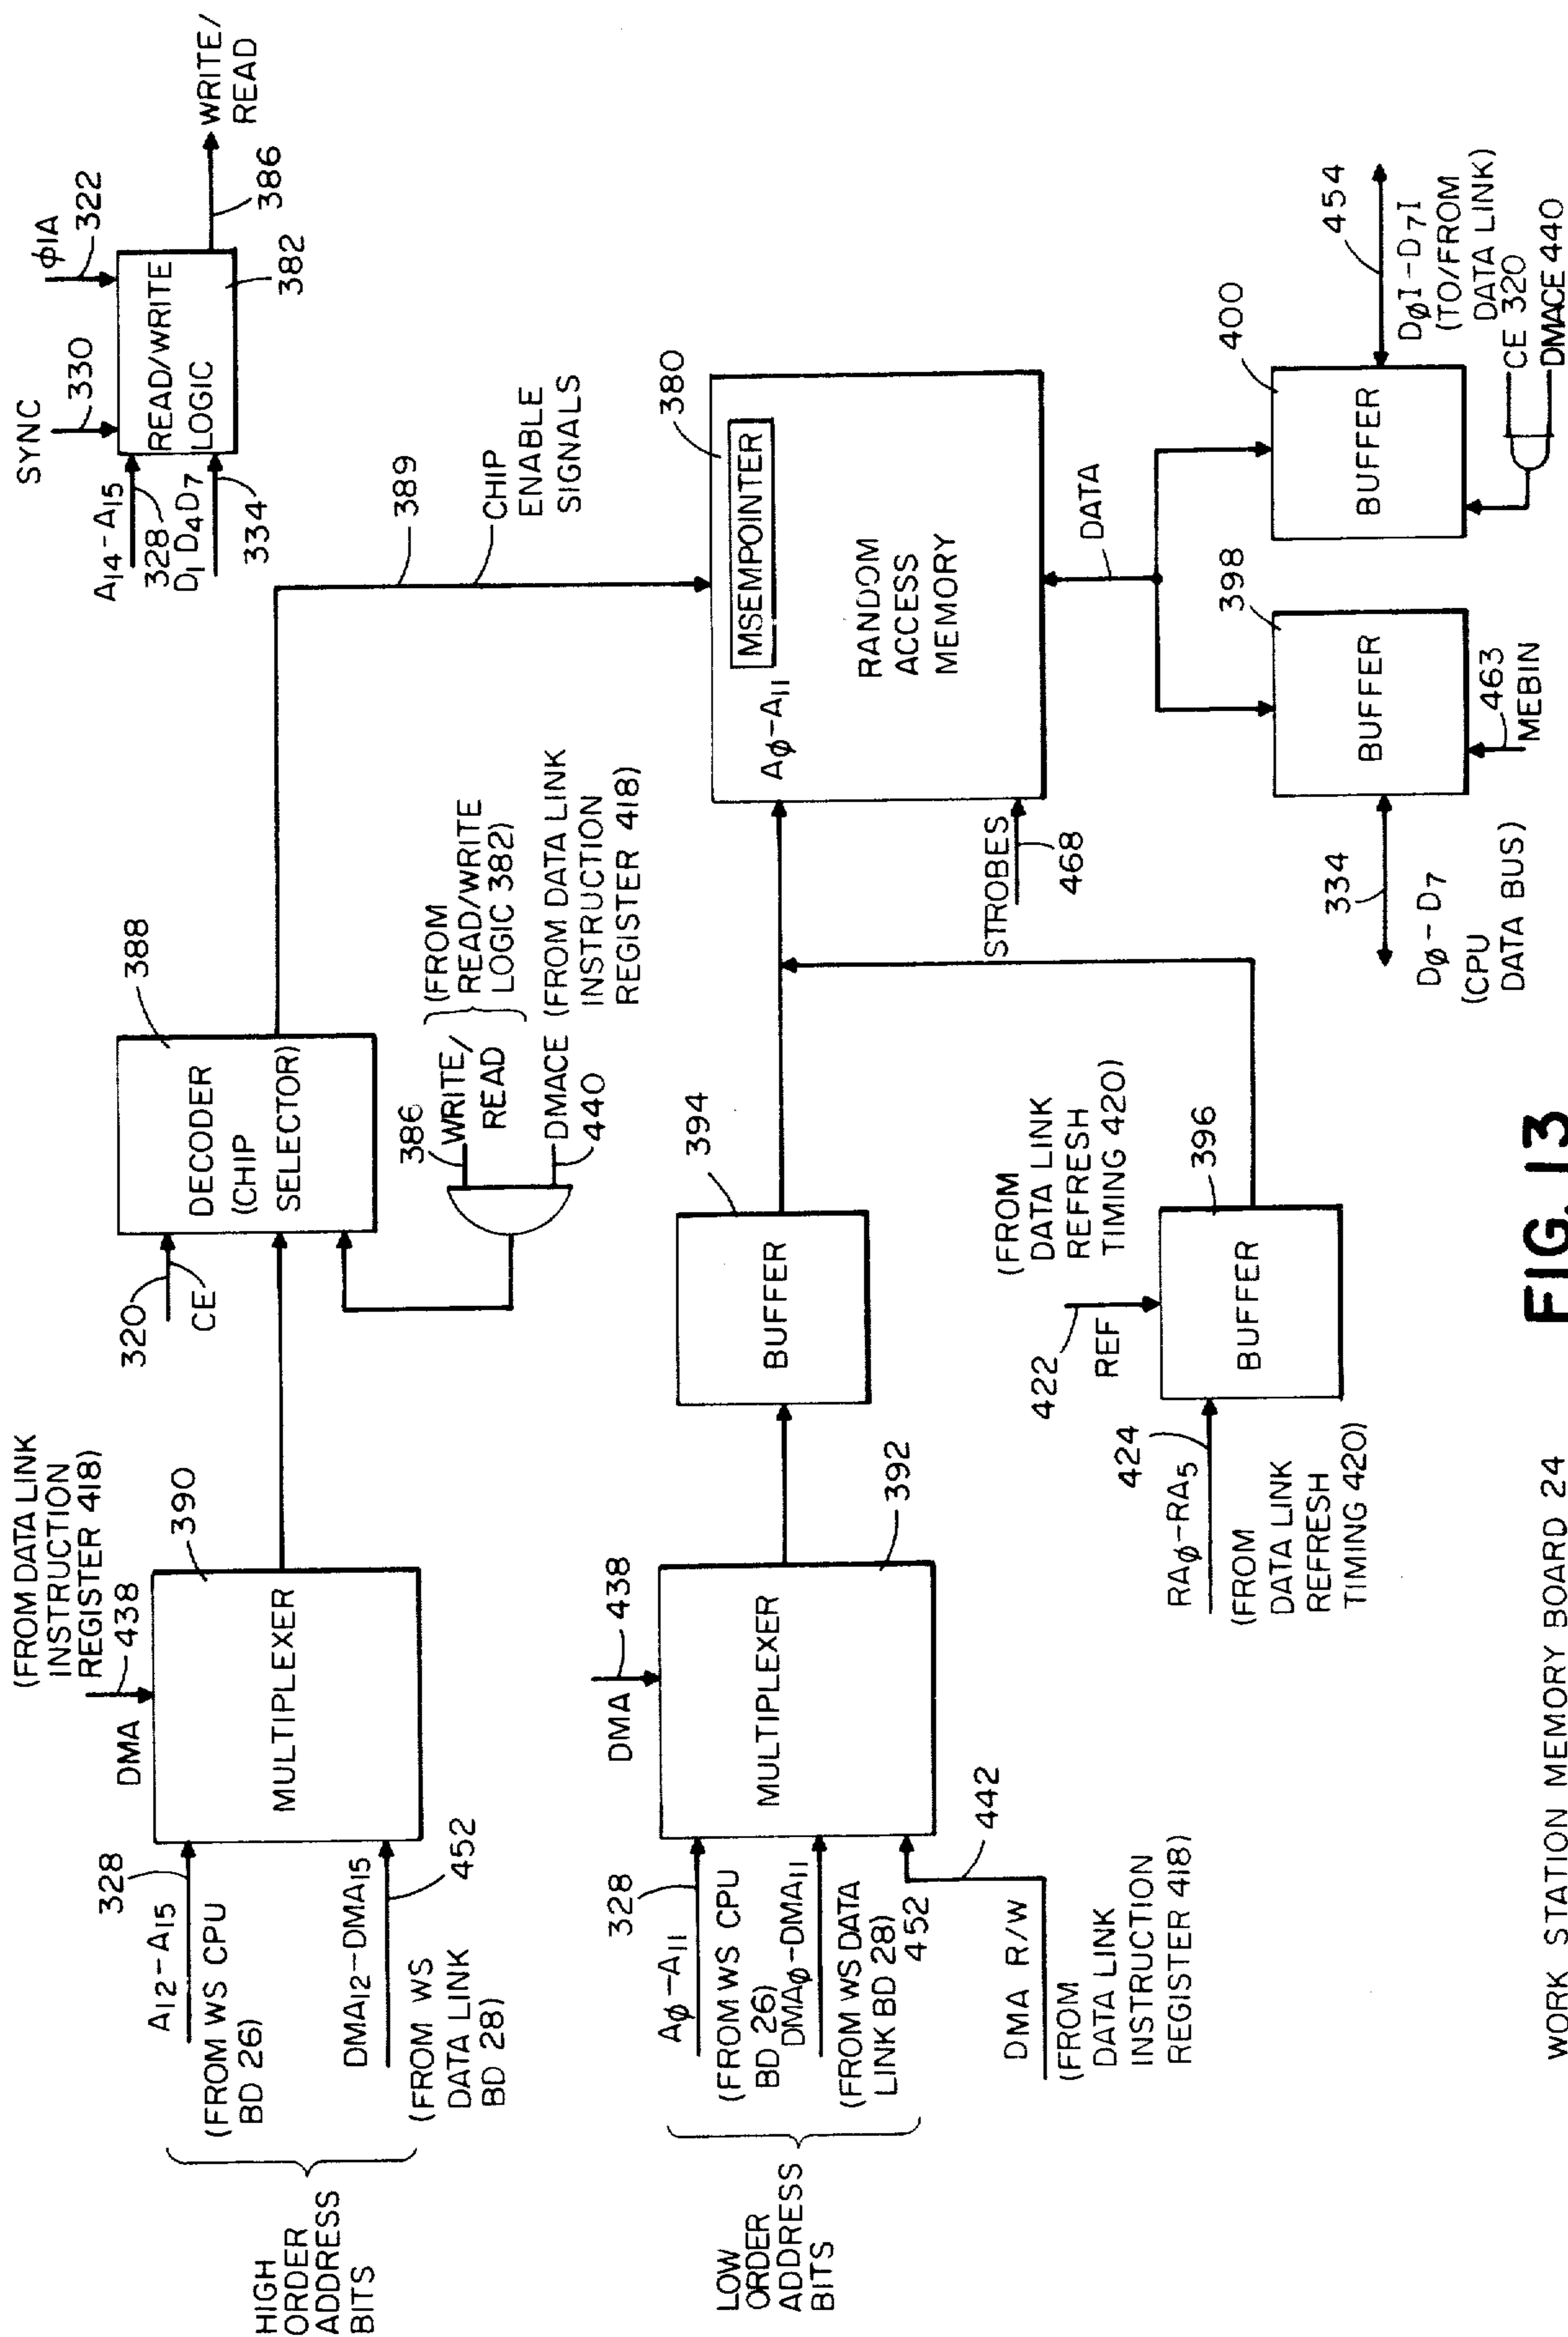 SYNC
330
φ1A
322
A14-A15
328
D1 D4 D7
334
READ/WRITE
LOGIC
382
386
WRITE/
READ
(FROM DATA LINK
INSTRUCTION
REGISTER 418)
438
DMA
390
MULTIPLEXER
HIGH
ORDER
ADDRESS
BITS
328
A12-A15
(FROM WS CPU
BD 26)
DMA12-DMA15
452
(FROM WS
DATA LINK
BD 28)
320
CE
388
DECODER
(CHIP
SELECTOR)
389
CHIP
ENABLE
SIGNALS
386
WRITE/
READ
(FROM
READ/WRITE
LOGIC 382)
DMACE (FROM DATA LINK
440
INSTRUCTION
REGISTER 418)
LOW
ORDER
ADDRESS
BITS
328
Aφ-A11
(FROM WS CPU
BD 26)
DMAφ-DMA11
(FROM WS DATA
LINK BD 28)
452
442
DMA R/W
(FROM
DATA LINK
INSTRUCTION
REGISTER 418)
DMA
438
MULTIPLEXER
392
394
BUFFER
380
MSEMPOINTER
Aφ-A11
RANDOM
ACCESS
MEMORY
STROBES
468
DATA
(FROM
DATA LINK
REFRESH
TIMING 420)
422
REF
396
BUFFER
424
RAφ-RA5
(FROM
DATA LINK
REFRESH
TIMING 420)
334
Dφ-D7
(CPU
DATA BUS)
398
BUFFER
463
MEBIN
400
BUFFER
454
DφI-D7I
(TO/FROM
DATA LINK)
CE 320
DMACE 440
WORK STATION MEMORY BOARD 24
FIG. 13